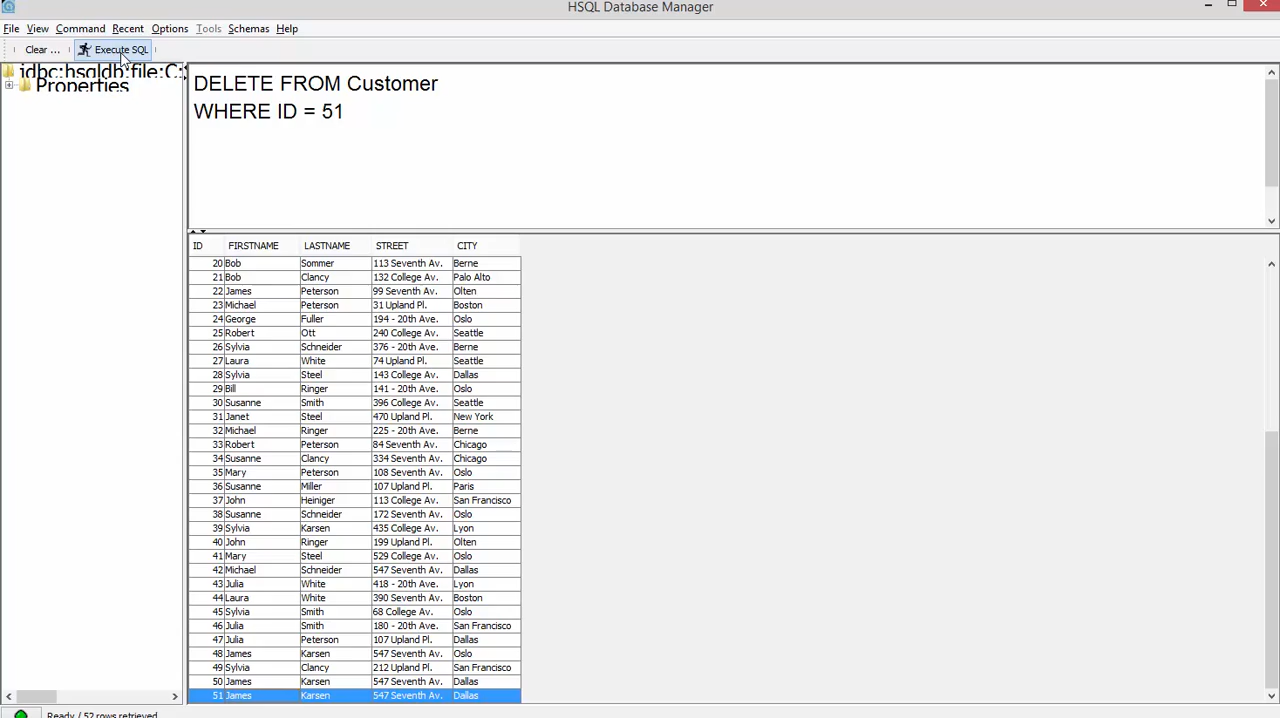 HSQL Database Manager
File View Command Recent Options Tools Schemas Help
Clear ... Execute SQL
jdbc:hsqldb:file:C:
Properties
DELETE FROM Customer
WHERE ID = 51
ID FIRSTNAME LASTNAME STREET CITY
20 Bob Sommer 113 Seventh Av. Berne
21 Bob Clancy 132 College Av. Palo Alto
22 James Peterson 99 Seventh Av. Olten
23 Michael Peterson 31 Upland Pl. Boston
24 George Fuller 194 - 20th Ave. Oslo
25 Robert Ott 240 College Av. Seattle
26 Sylvia Schneider 376 - 20th Ave. Berne
27 Laura White 74 Upland Pl. Seattle
28 Sylvia Steel 143 College Av. Dallas
29 Bill Ringer 141 - 20th Ave. Oslo
30 Susanne Smith 396 College Av. Seattle
31 Janet Steel 470 Upland Pl. New York
32 Michael Ringer 225 - 20th Ave. Berne
33 Robert Peterson 84 Seventh Av. Chicago
34 Susanne Clancy 334 Seventh Av. Chicago
35 Mary Peterson 108 Seventh Av. Oslo
36 Susanne Miller 107 Upland Pl. Paris
37 John Heiniger 113 College Av. San Francisco
38 Susanne Schneider 172 Seventh Av. Oslo
39 Sylvia Karsen 435 College Av. Lyon
40 John Ringer 199 Upland Pl. Olten
41 Mary Steel 529 College Av. Oslo
42 Michael Schneider 547 Seventh Av. Dallas
43 Julia White 418 - 20th Ave. Lyon
44 Laura White 390 Seventh Av. Boston
45 Sylvia Smith 68 College Av. Oslo
46 Julia Smith 180 - 20th Ave. San Francisco
47 Julia Peterson 107 Upland Pl. Dallas
48 James Karsen 547 Seventh Av. Oslo
49 Sylvia Clancy 212 Upland Pl. San Francisco
50 James Karsen 547 Seventh Av. Dallas
51 James Karsen 547 Seventh Av. Dallas
Ready / 52 rows retrieved